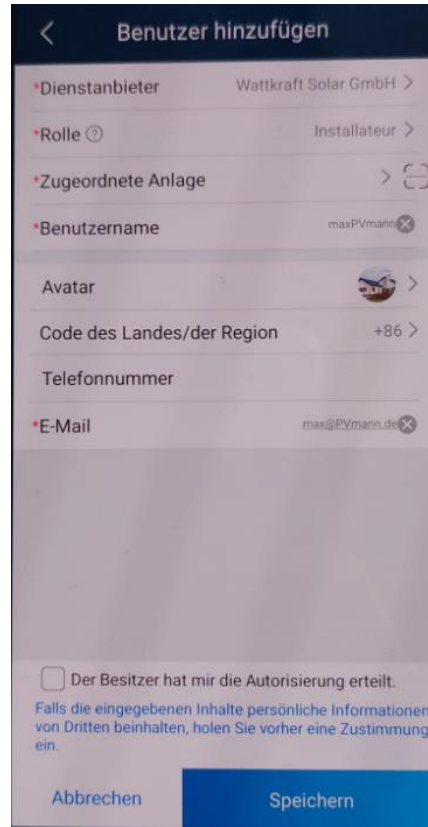 Benutzer hinzufügen
*Dienstanbieter Wattkraft Solar GmbH >
*Rolle ? Installateur >
*Zugeordnete Anlage >
*Benutzername maxPVmann
Avatar >
Code des Landes/der Region +86 >
Telefonnummer
*E-Mail max@PVmann.de
Der Besitzer hat mir die Autorisierung erteilt.
Falls die eingegebenen Inhalte persönliche Informationen
von Dritten beinhalten, holen Sie vorher eine Zustimmung
ein.
Abbrechen Speichern